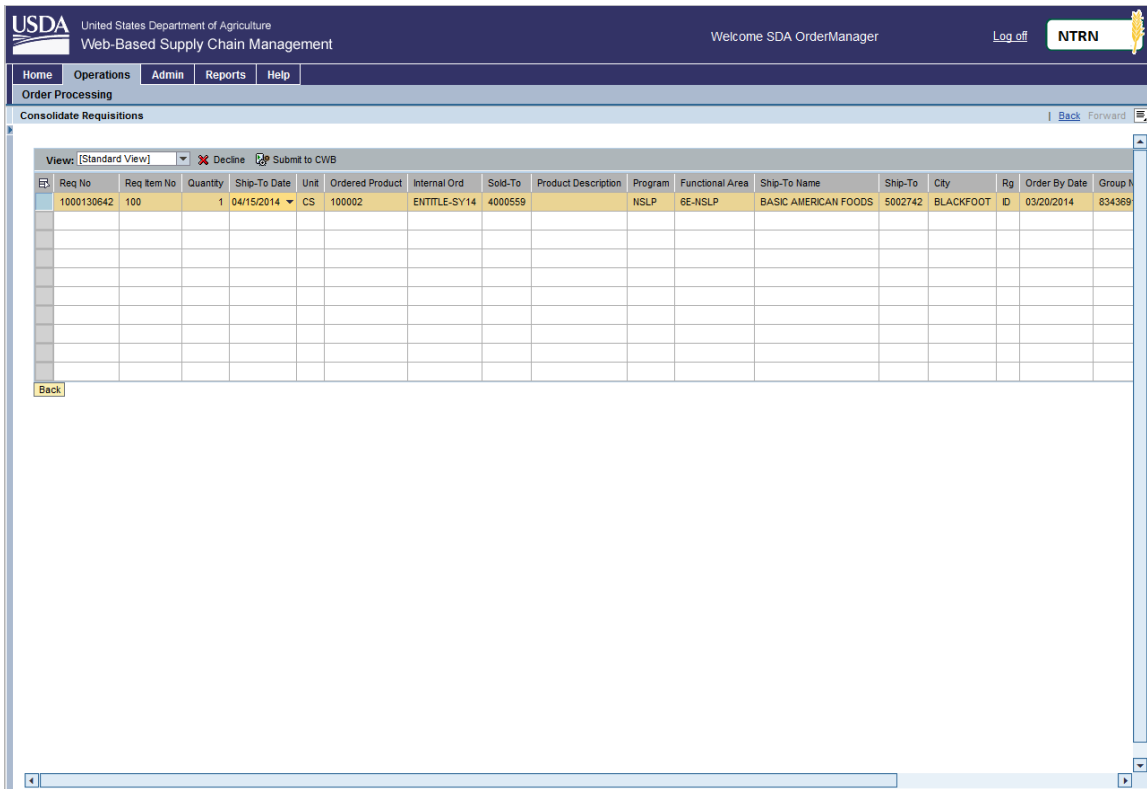 USDA United States Department of Agriculture
Web-Based Supply Chain Management Welcome SDA OrderManager Log off NTRN
Home Operations Admin Reports Help
Order Processing
Consolidate Requisitions | Back Forward
View: [Standard View] Decline Submit to CWB
Req No Req Item No Quantity Ship-To Date Unit Ordered Product Internal Ord Sold-To Product Description Program Functional Area Ship-To Name Ship-To City Rg Order By Date Group N
1000130642 100 1 04/15/2014 CS 100002 ENTITLE-SY14 4000559 NSLP 6E-NSLP BASIC AMERICAN FOODS 5002742 BLACKFOOT ID 03/20/2014 834369
Back